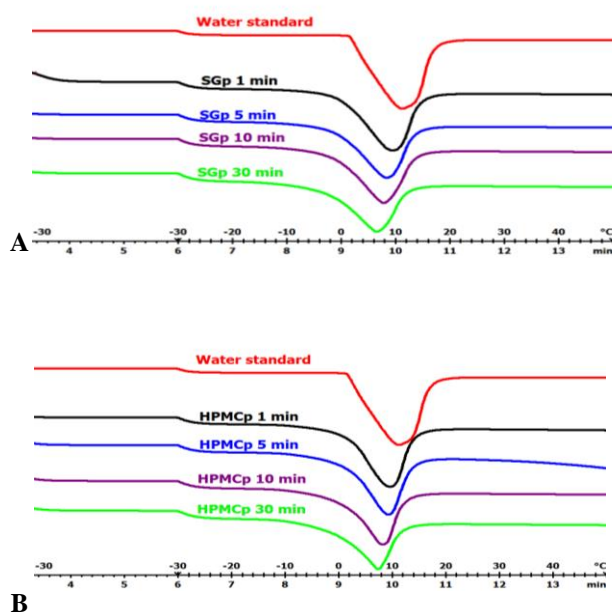 Water standard
SGp 1 min
SGp 5 min
SGp 10 min
SGp 30 min
A
-30 -30 -20 -10 0 10 20 30 40 °C
4 5 6 7 8 9 10 11 12 13 min
Water standard
HPMCp 1 min
HPMCp 5 min
HPMCp 10 min
HPMCp 30 min
B
-30 -30 -20 -10 0 10 20 30 40 °C
4 5 6 7 8 9 10 11 12 13 min